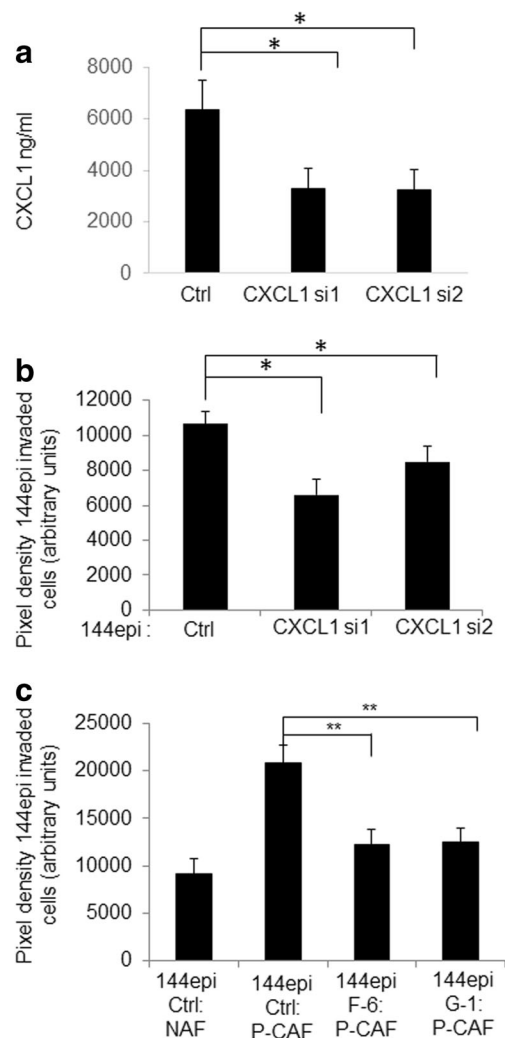 a
CXCL1 ng/ml
8000
6000
4000
2000
0
*
*
Ctrl CXCL1 si1 CXCL1 si2
b
Pixel density 144epi invaded
cells (arbitrary units)
12000
10000
8000
6000
4000
2000
0
*
*
144epi : Ctrl CXCL1 si1 CXCL1 si2
c
Pixel density 144epi invaded
cells (arbitrary units)
25000
20000
15000
10000
5000
0
**
**
144epi 144epi 144epi 144epi
Ctrl: Ctrl: F-6: G-1:
NAF P-CAF P-CAF P-CAF